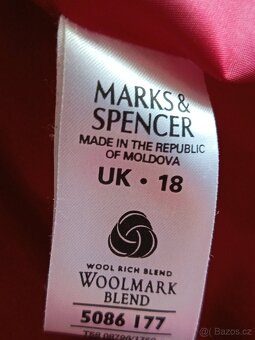 MARKS &
SPENCER
MADE IN THE REPUBLIC
OF MOLDOVA
UK • 18
WOOL RICH BLEND
WOOLMARK
BLEND
5086 177
Bazos.cz